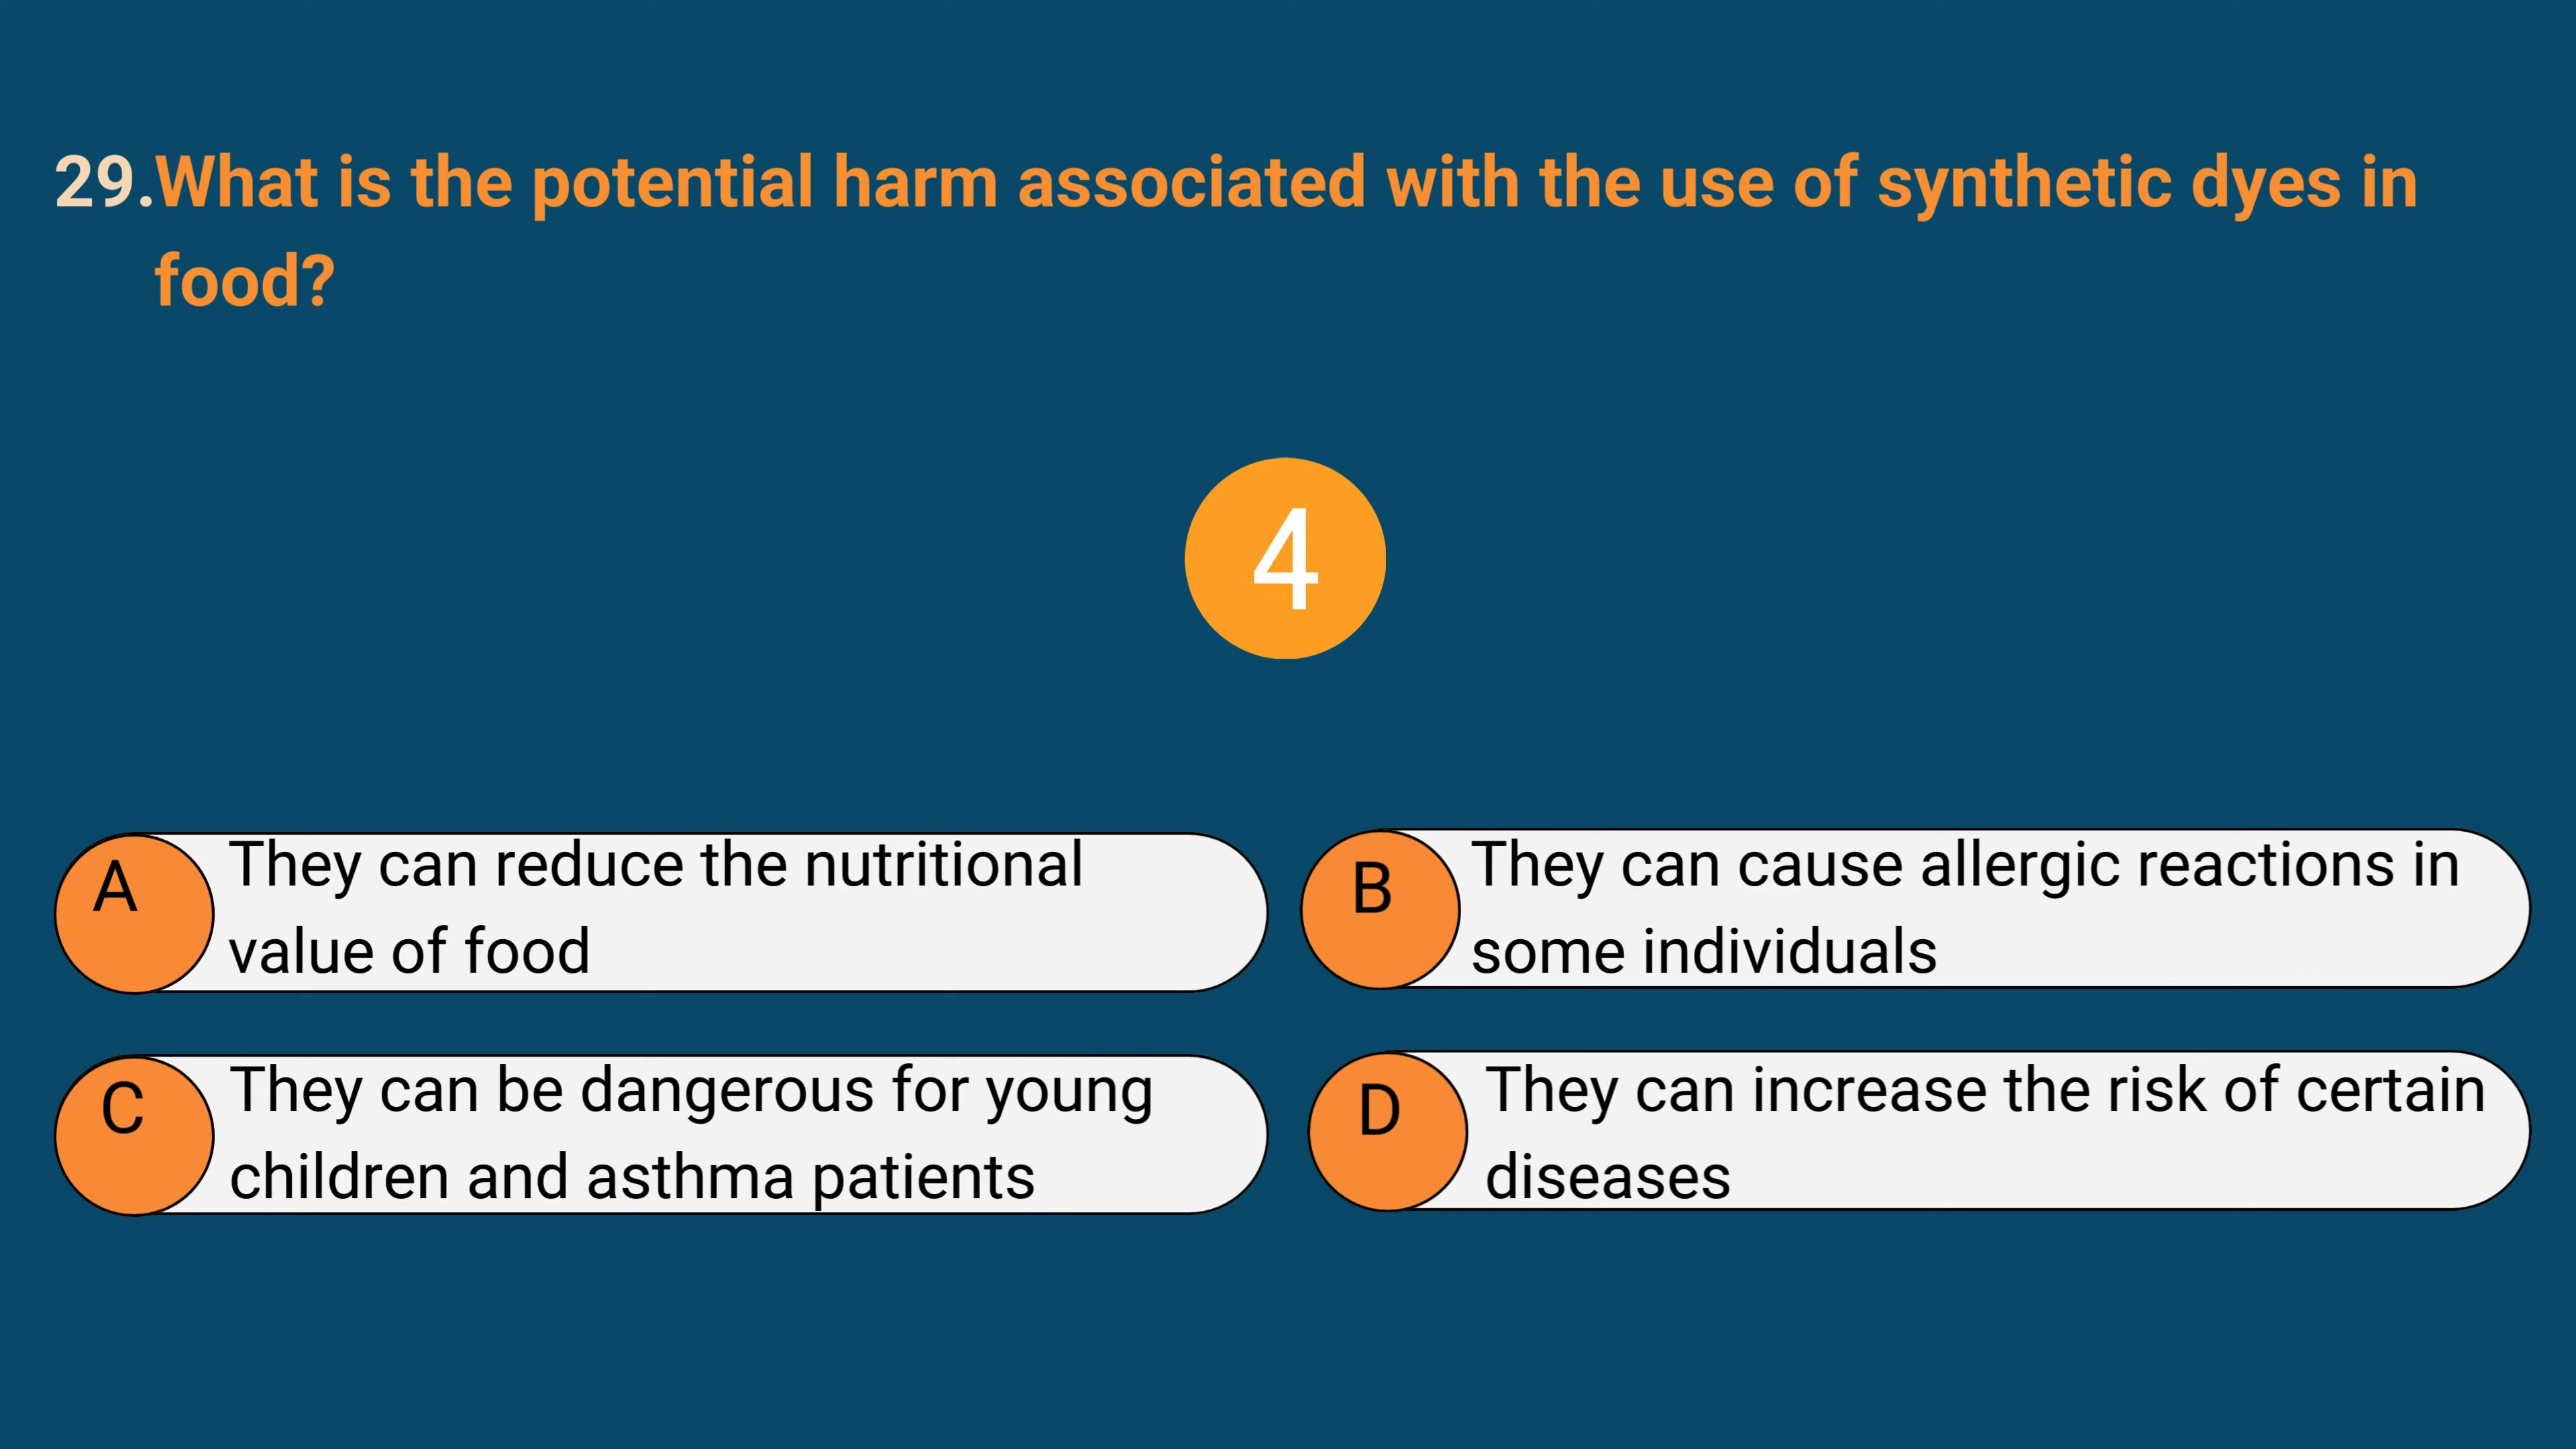 29.What is the potential harm associated with the use of synthetic dyes in
food?
4
A
They can reduce the nutritional
value of food
B
They can cause allergic reactions in
some individuals
C
They can be dangerous for young
children and asthma patients
D
They can increase the risk of certain
diseases